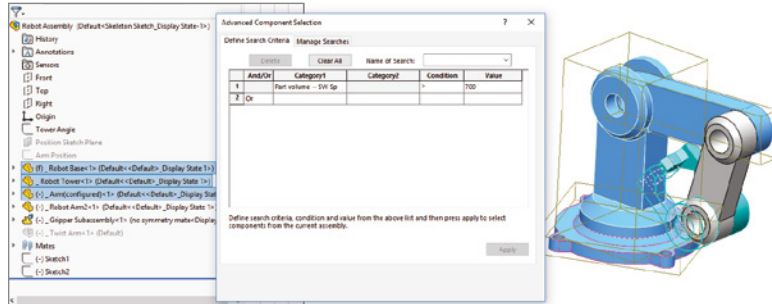 Robot Assembly (Default<Skeleton Sketch_Display State-1>)
History
Annotations
Sensors
Front
Top
Right
Origin
Tower Angle
Position Sketch Plane
Arm Position
(f) _Robot Base<1> (Default<<Default>_Display State 1>)
_Robot Tower<1> (Default<<Default>_Display State 1>)
(-) _Arm(configured)<1> (Default<<Default>_Display Stat
(-) _Robot Arm2<1> (Default<<Default>_Display State 1>
(-) _Gripper Subassembly<1> (no symmetry mate<Display
(-) _Twist Arm<1> (Default)
Mates
(-) Sketch1
(-) Sketch2
Advanced Component Selection
? X
Define Search Criteria Manage Searches
Delete Clear All Name of Search:
And/Or Category1 Category2 Condition Value
1 Part volume -- SW Sp > 700
2 Or
Define search criteria, condition and value from the above list and then press apply to select
components from the current assembly.
Apply